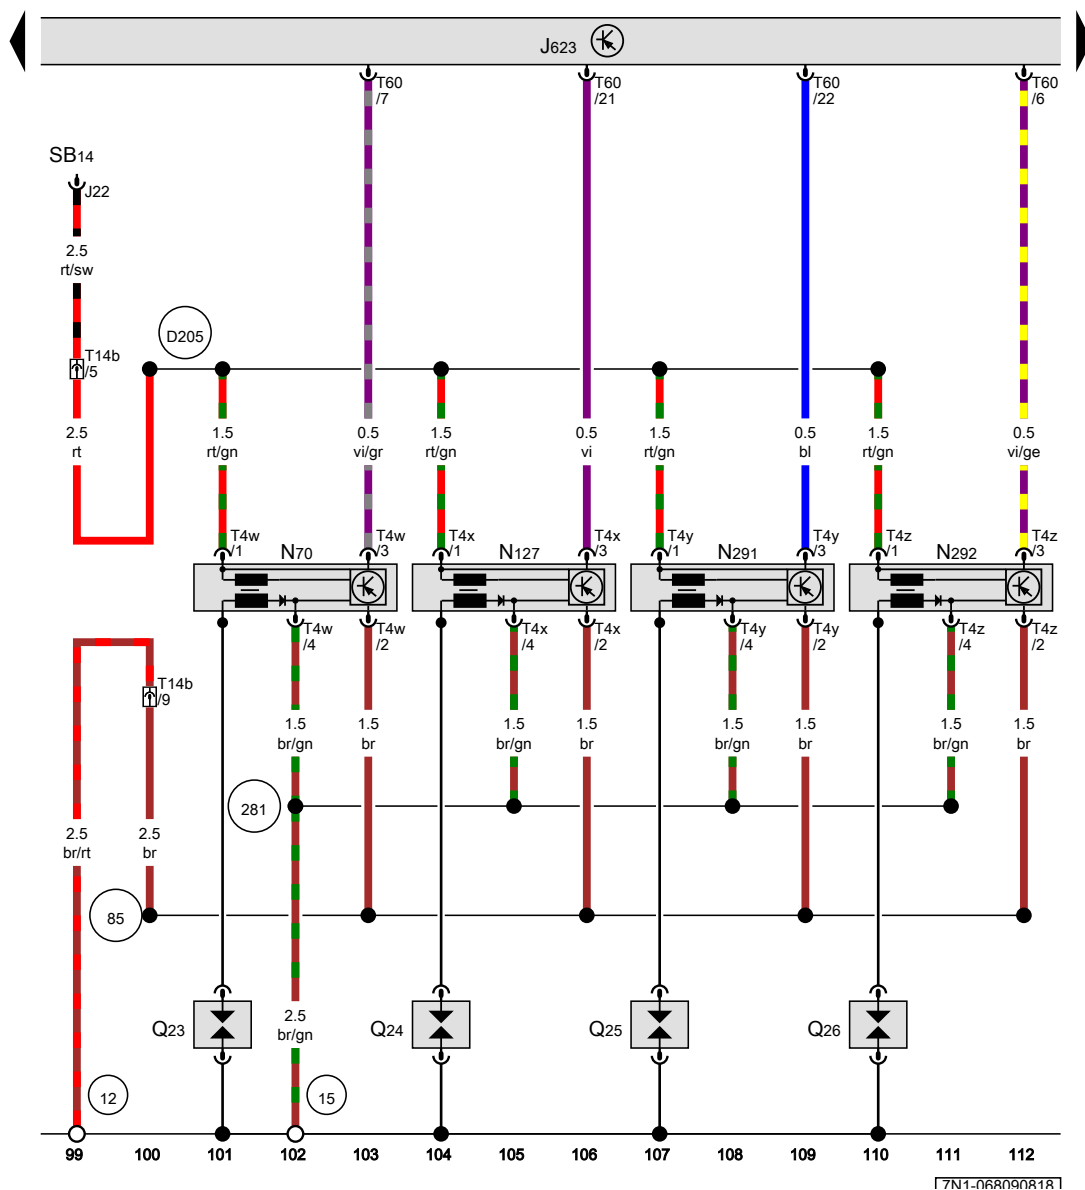 J623
T60 T60 T60 T60
/7 /21 /22 /6
SB14
J22
2.5
rt/sw
D205
T14b
/5
2.5 1.5 0.5 1.5 0.5 1.5 0.5 1.5 0.5
rt rt/gn vi/gr rt/gn vi rt/gn bl rt/gn vi/ge
T4w T4w T4x T4x T4y T4y T4z T4z
/1 N70 /3 /1 N127 /3 /1 N291 /3 /1 N292 /3
T4w T4w T4x T4x T4y T4y T4z T4z
/4 /2 /4 /2 /4 /2 /4 /2
T14b
/9
1.5 1.5 1.5 1.5 1.5 1.5 1.5 1.5
br/gn br br/gn br br/gn br br/gn br
281
2.5 2.5
br/rt br
85
Q23 Q24 Q25 Q26
2.5
br/gn
12 15
99 100 101 102 103 104 105 106 107 108 109 110 111 112
7N1-068090818